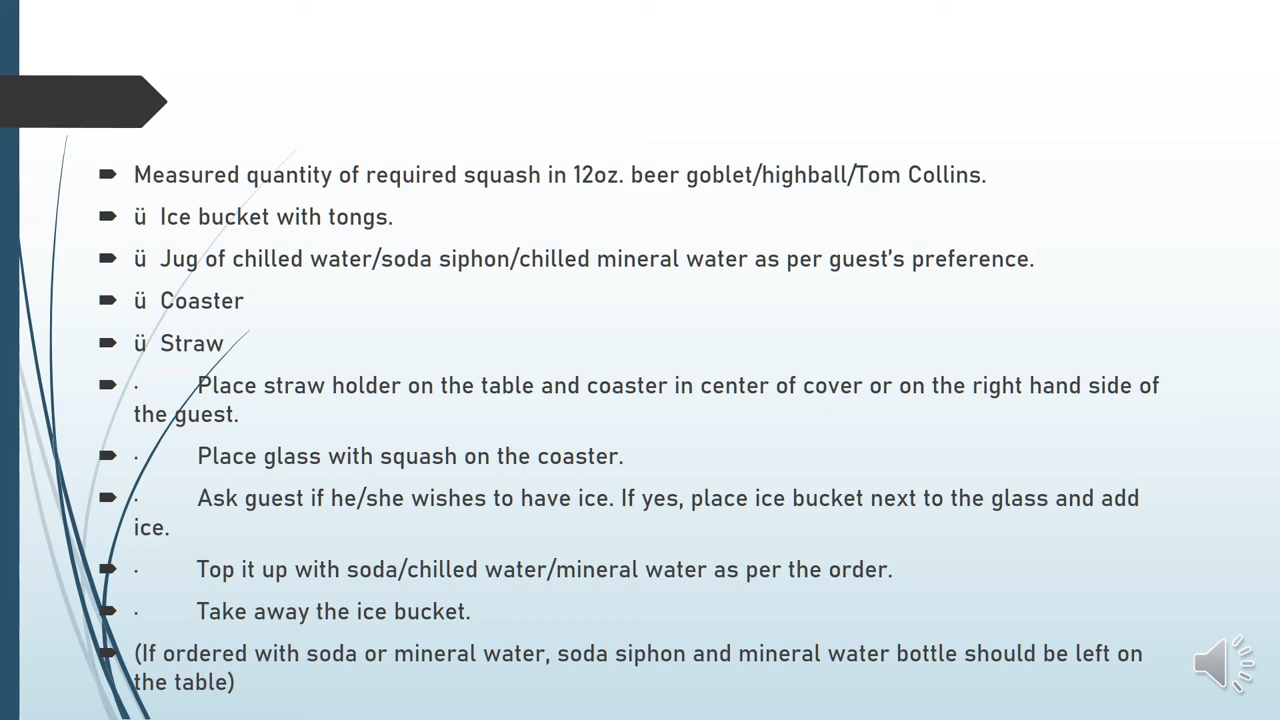 Measured quantity of required squash in 12oz. beer goblet/highball/Tom Collins.
ü Ice bucket with tongs.
ü Jug of chilled water/soda siphon/chilled mineral water as per guest’s preference.
ü Coaster
ü Straw
· Place straw holder on the table and coaster in center of cover or on the right hand side of
the guest.
· Place glass with squash on the coaster.
· Ask guest if he/she wishes to have ice. If yes, place ice bucket next to the glass and add
ice.
· Top it up with soda/chilled water/mineral water as per the order.
· Take away the ice bucket.
(If ordered with soda or mineral water, soda siphon and mineral water bottle should be left on
the table)